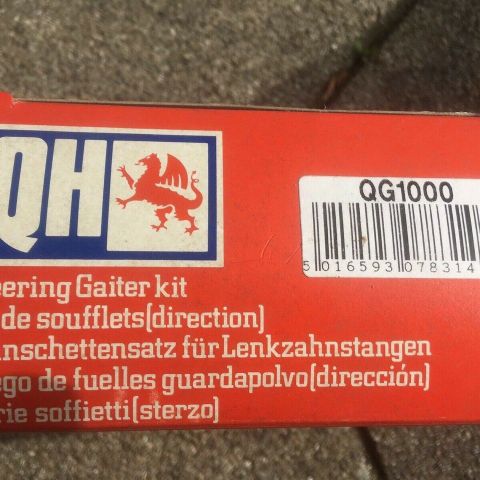 QH
QG1000
5 016593 078314
eering Gaiter kit
de soufflets(direction)
nschettensatz für Lenkzahnstangen
ego de fuelles guardapolvo(dirección)
rie soffietti(sterzo)